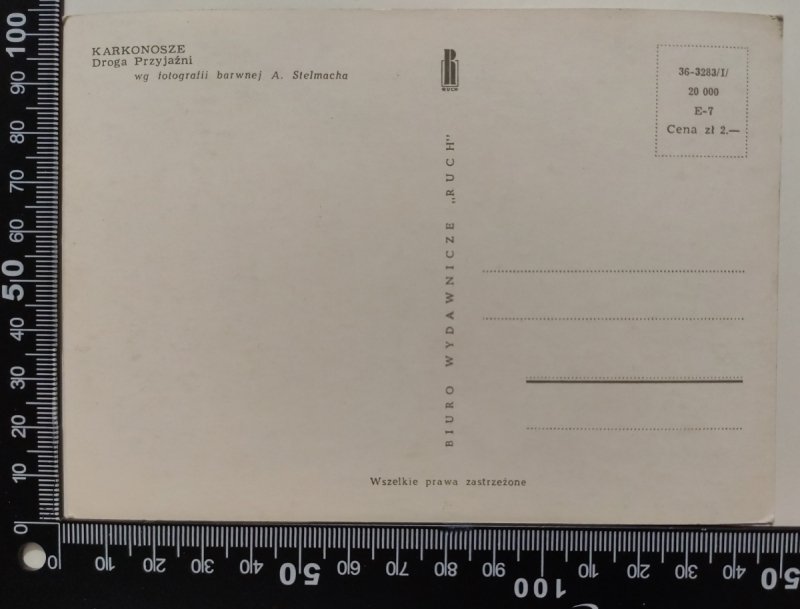 KARKONOSZE
Droga Przyjaźni
wg fotografii barwnej A. Stelmacha
RUCH
36-3283/I/
20 000
E-7
Cena zł 2.—
BIURO WYDAWNICZE „RUCH"
Wszelkie prawa zastrzeżone
100
90
80
70
60
50
40
30
20
10
0
0 10 20 30 40 50 60 70 80 90 100 10 20 30 40 50